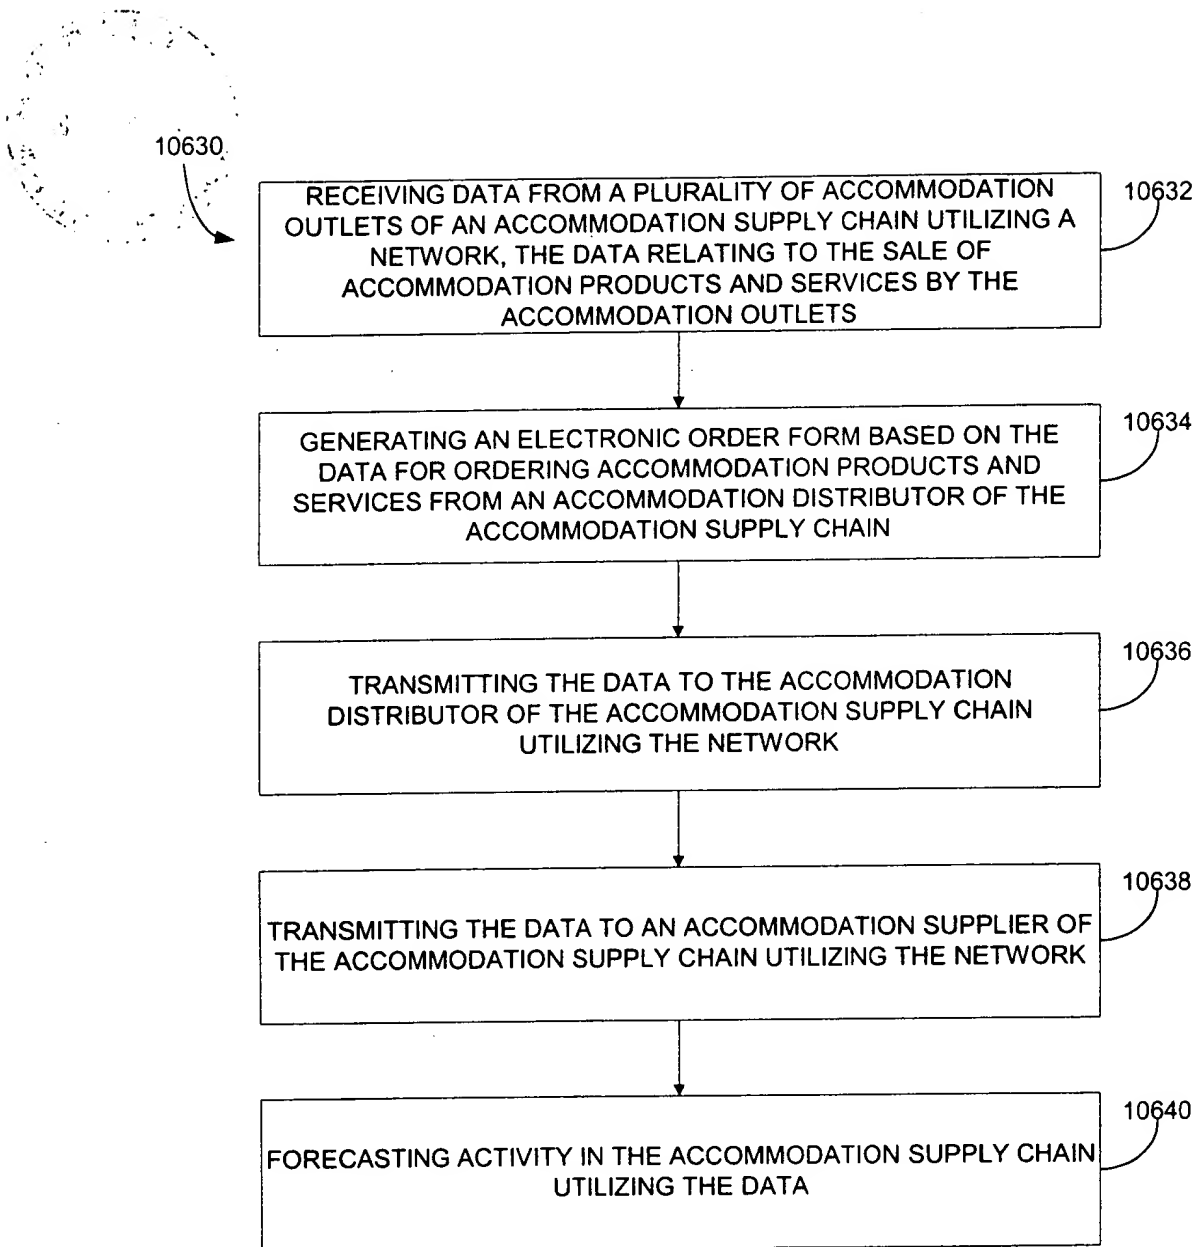 10630
RECEIVING DATA FROM A PLURALITY OF ACCOMMODATION
OUTLETS OF AN ACCOMMODATION SUPPLY CHAIN UTILIZING A
NETWORK, THE DATA RELATING TO THE SALE OF
ACCOMMODATION PRODUCTS AND SERVICES BY THE
ACCOMMODATION OUTLETS
10632
GENERATING AN ELECTRONIC ORDER FORM BASED ON THE
DATA FOR ORDERING ACCOMMODATION PRODUCTS AND
SERVICES FROM AN ACCOMMODATION DISTRIBUTOR OF THE
ACCOMMODATION SUPPLY CHAIN
10634
TRANSMITTING THE DATA TO THE ACCOMMODATION
DISTRIBUTOR OF THE ACCOMMODATION SUPPLY CHAIN
UTILIZING THE NETWORK
10636
TRANSMITTING THE DATA TO AN ACCOMMODATION SUPPLIER OF
THE ACCOMMODATION SUPPLY CHAIN UTILIZING THE NETWORK
10638
FORECASTING ACTIVITY IN THE ACCOMMODATION SUPPLY CHAIN
UTILIZING THE DATA
10640